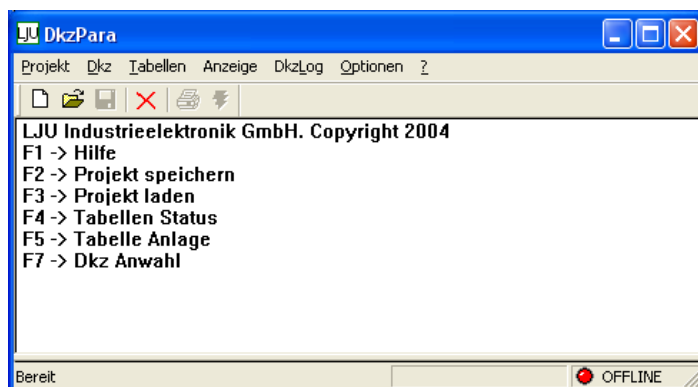 LJU DkzPara
Projekt Dkz Tabellen Anzeige DkzLog Optionen ?
LJU Industrieelektronik GmbH. Copyright 2004
F1 -> Hilfe
F2 -> Projekt speichern
F3 -> Projekt laden
F4 -> Tabellen Status
F5 -> Tabelle Anlage
F7 -> Dkz Anwahl
Bereit OFFLINE